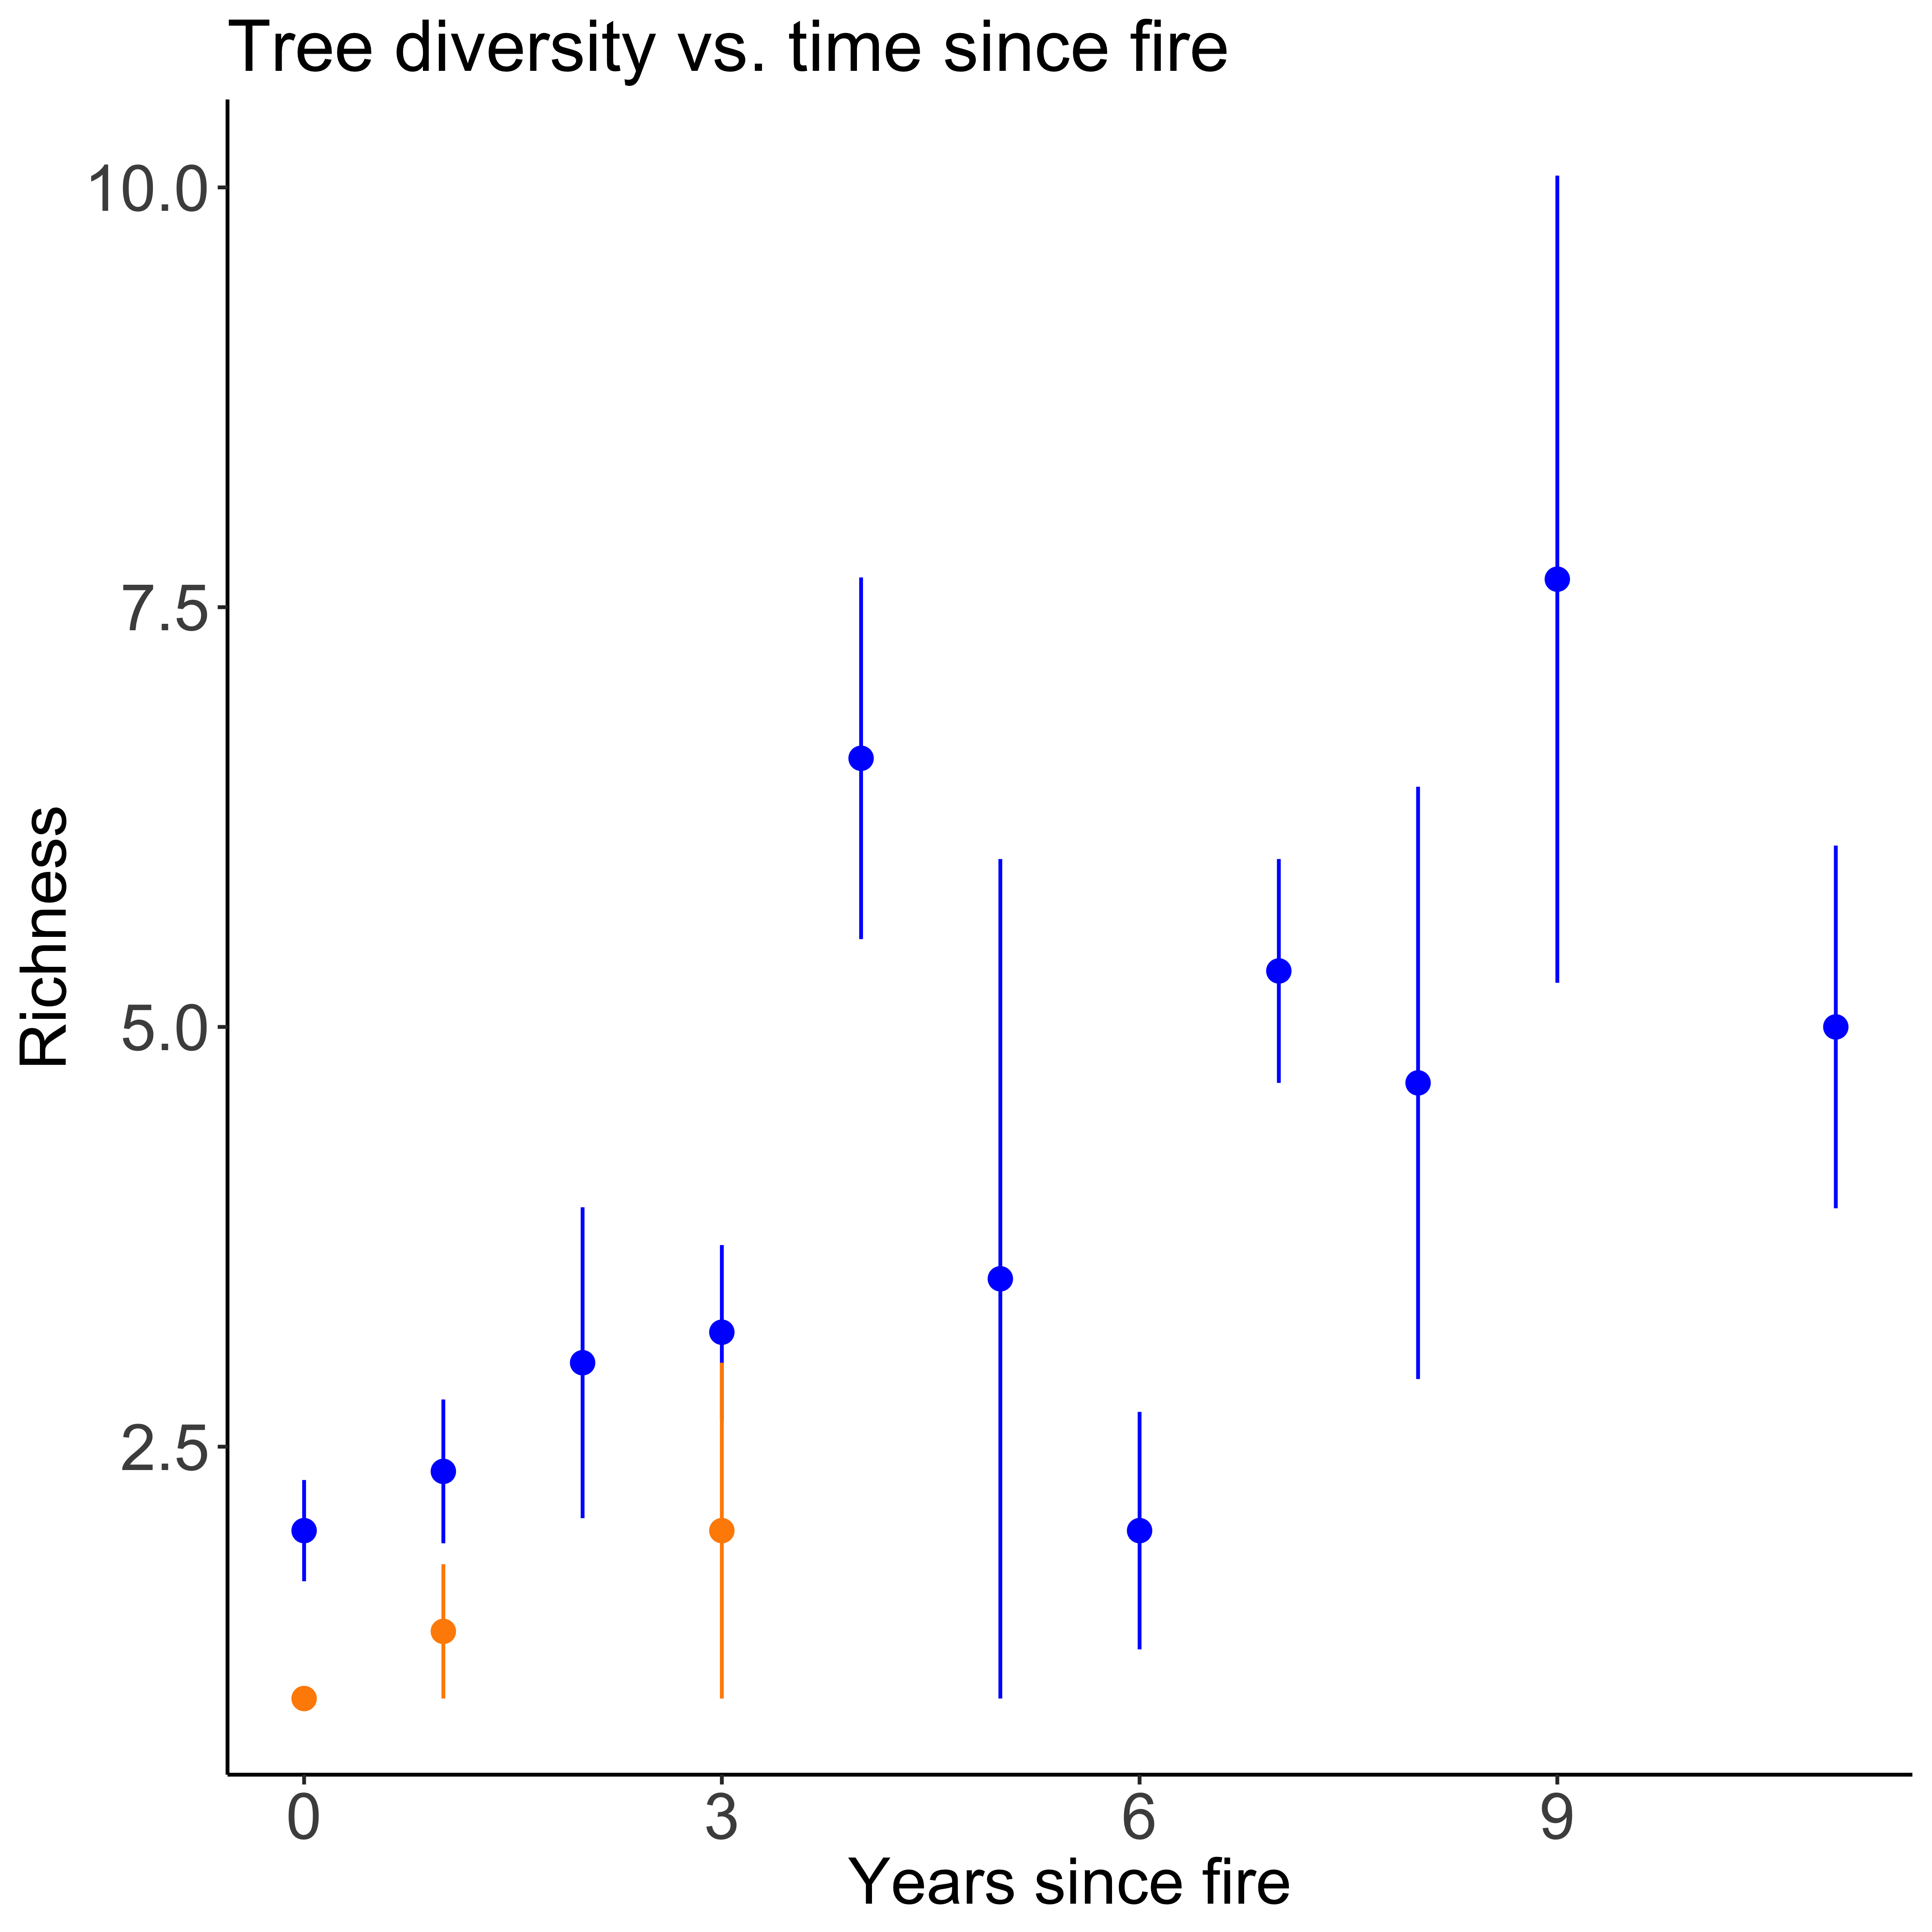 Tree diversity vs. time since fire
10.0
7.5
5.0
2.5
Richness
0 3 6 9
Years since fire